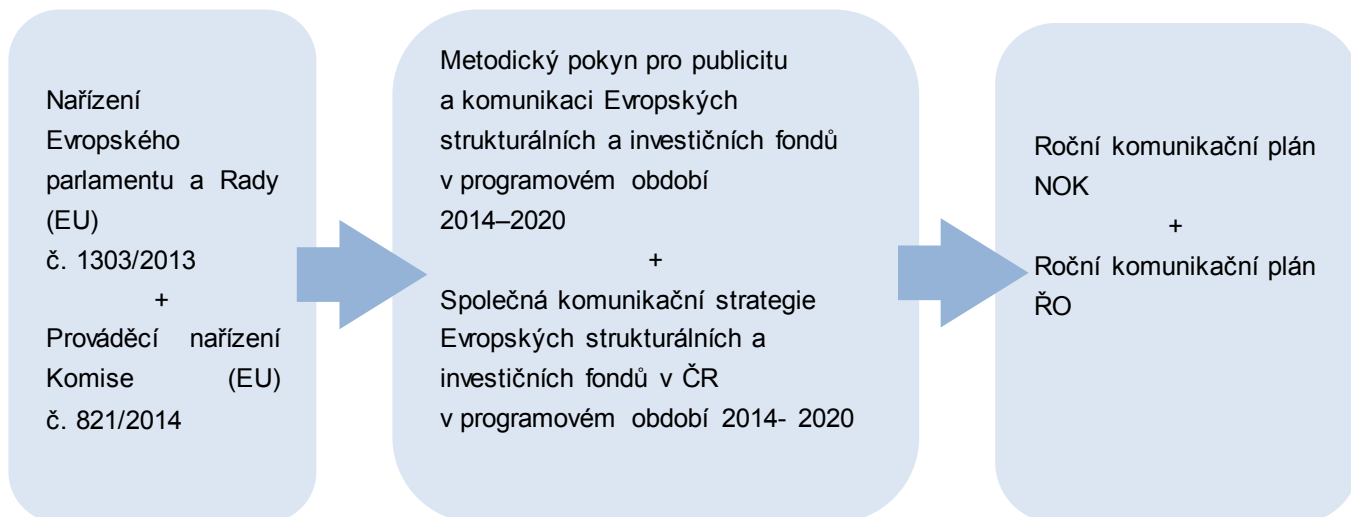 Nařízení
Evropského
parlamentu a Rady
(EU)
č. 1303/2013
+
Prováděcí nařízení
Komise (EU)
č. 821/2014
Metodický pokyn pro publicitu
a komunikaci Evropských
strukturálních a investičních fondů
v programovém období
2014–2020
+
Společná komunikační strategie
Evropských strukturálních a
investičních fondů v ČR
v programovém období 2014- 2020
Roční komunikační plán
NOK
+
Roční komunikační plán
ŘO